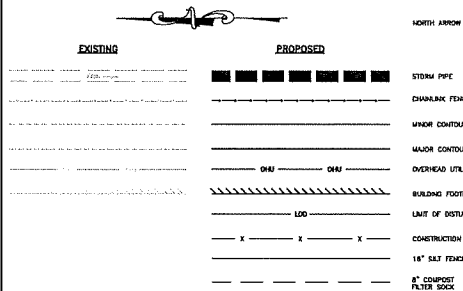 NORTH ARROW
EXISTING PROPOSED
STORM PIPE
CHAINLINK FENC
MINOR CONTOU
MAJOR CONTOU
OHU OHU OVERHEAD UTIL
BUILDING FOOT
LOD LIMIT OF DISTU
X X X CONSTRUCTION
18" SILT FENC
8" COMPOST
FILTER SOCK